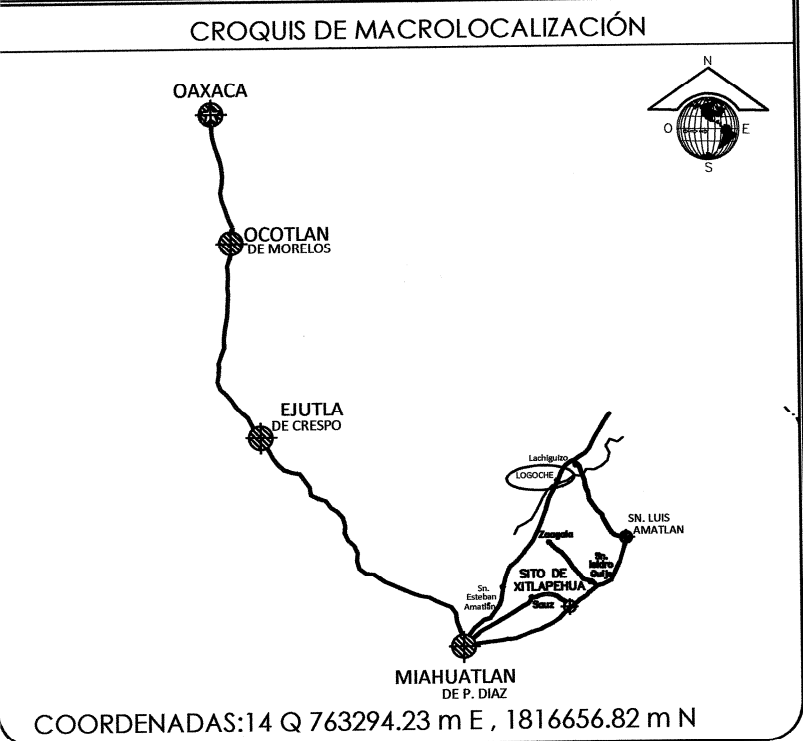 CROQUIS DE MACROLOCALIZACIÓN
N
O
E
S
OAXACA
OCOTLAN
DE MORELOS
EJUTLA
DE CRESPO
Lachiguizo
LOGOCHE
SN. LUIS
AMATLAN
Zaagala
Sn.
Isidro
SITO DE
XITLAPEHUA
Sn.
Esteban
Amatlán
Sauz
MIAHUATLAN
DE P. DIAZ
COORDENADAS:14 Q 763294.23 m E , 1816656.82 m N